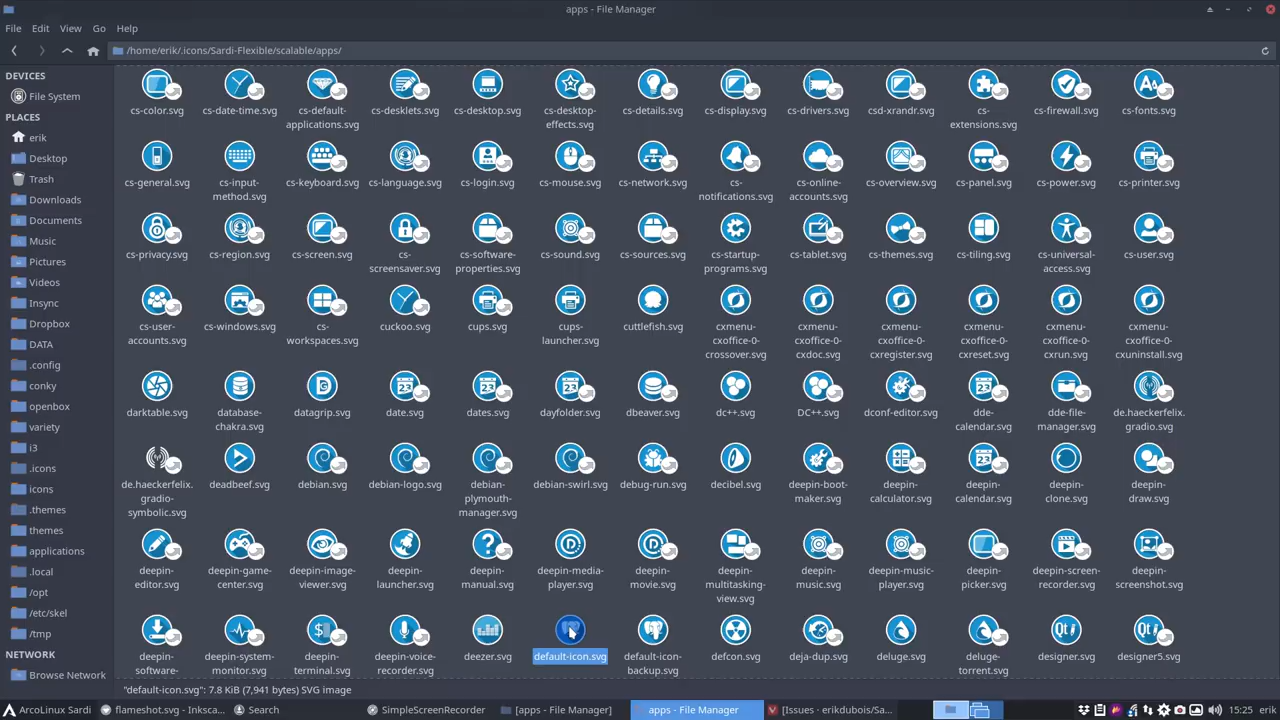 apps - File Manager
File Edit View Go Help
/home/erik/.icons/Sardi-Flexible/scalable/apps/
DEVICES
File System
PLACES
erik
Desktop
Trash
Downloads
Documents
Music
Pictures
Videos
Insync
Dropbox
DATA
.config
conky
openbox
variety
i3
.icons
icons
.themes
themes
applications
.local
/opt
/etc/skel
/tmp
NETWORK
Browse Network
cs-color.svg cs-date-time.svg cs-default-applications.svg cs-desklets.svg cs-desktop.svg cs-desktop-effects.svg cs-details.svg cs-display.svg cs-drivers.svg csd-xrandr.svg cs-extensions.svg cs-firewall.svg cs-fonts.svg
cs-general.svg cs-input-method.svg cs-keyboard.svg cs-language.svg cs-login.svg cs-mouse.svg cs-network.svg cs-notifications.svg cs-online-accounts.svg cs-overview.svg cs-panel.svg cs-power.svg cs-printer.svg
cs-privacy.svg cs-region.svg cs-screen.svg cs-screensaver.svg cs-software-properties.svg cs-sound.svg cs-sources.svg cs-startup-programs.svg cs-tablet.svg cs-themes.svg cs-tiling.svg cs-universal-access.svg cs-user.svg
cs-user-accounts.svg cs-windows.svg cs-workspaces.svg cuckoo.svg cups.svg cups-launcher.svg cuttlefish.svg cxmenu-cxoffice-0-crossover.svg cxmenu-cxoffice-0-cxdoc.svg cxmenu-cxoffice-0-cxregister.svg cxmenu-cxoffice-0-cxreset.svg cxmenu-cxoffice-0-cxrun.svg cxmenu-cxoffice-0-cxuninstall.svg
darktable.svg database-chakra.svg datagrip.svg date.svg dates.svg dayfolder.svg dbeaver.svg dc++.svg DC++.svg dconf-editor.svg dde-calendar.svg dde-file-manager.svg de.haeckerfelix.gradio.svg
de.haeckerfelix.gradio-symbolic.svg deadbeef.svg debian.svg debian-logo.svg debian-plymouth-manager.svg debian-swirl.svg debug-run.svg decibel.svg deepin-boot-maker.svg deepin-calculator.svg deepin-calendar.svg deepin-clone.svg deepin-draw.svg
deepin-editor.svg deepin-game-center.svg deepin-image-viewer.svg deepin-launcher.svg deepin-manual.svg deepin-media-player.svg deepin-movie.svg deepin-multitasking-view.svg deepin-music.svg deepin-music-player.svg deepin-picker.svg deepin-screen-recorder.svg deepin-screenshot.svg
deepin-software- deepin-system-monitor.svg deepin-terminal.svg deepin-voice-recorder.svg deezer.svg default-icon.svg default-icon-backup.svg defcon.svg deja-dup.svg deluge.svg deluge-torrent.svg designer.svg designer5.svg
"default-icon.svg": 7.8 KiB (7,941 bytes) SVG image
ArcoLinux Sardi flameshot.svg - Inksca... Search SimpleScreenRecorder [apps - File Manager] apps - File Manager [Issues · erikdubois/Sa... 15:25 erik